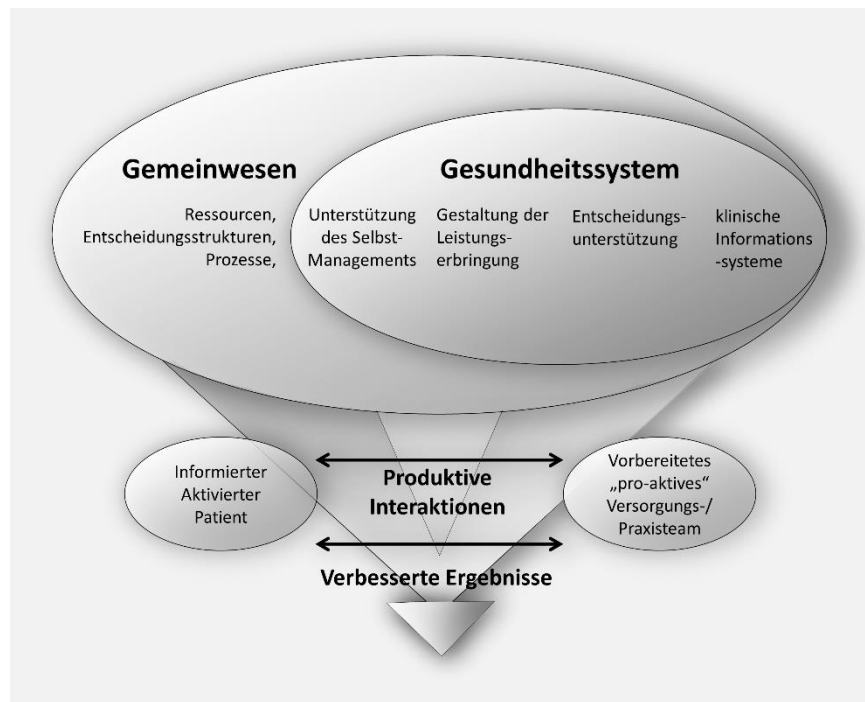 Gemeinwesen
Gesundheitssystem
Ressourcen,
Entscheidungsstrukturen,
Prozesse,
Unterstützung
des Selbst-
Managements
Gestaltung der
Leistungs-
erbringung
Entscheidungs-
unterstützung
klinische
Informations
-systeme
Informierter
Aktivierter
Patient
Produktive
Interaktionen
Vorbereitetes
„pro-aktives“
Versorgungs-/
Praxisteam
Verbesserte Ergebnisse